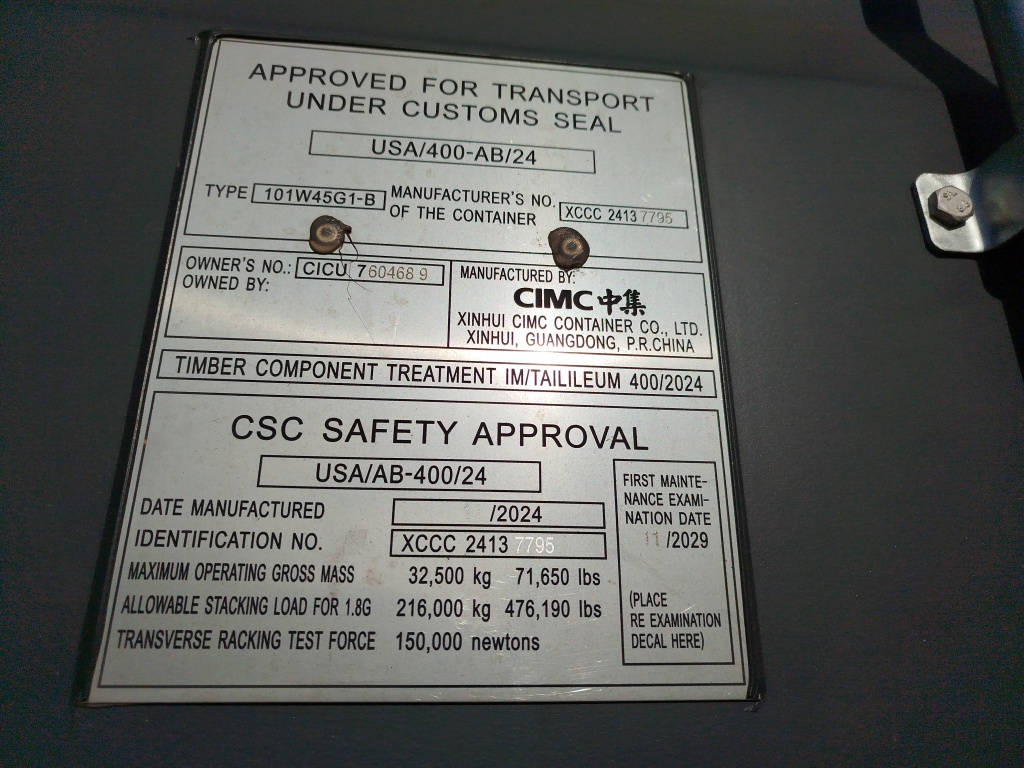 APPROVED FOR TRANSPORT
UNDER CUSTOMS SEAL
USA/400-AB/24
TYPE 101W45G1-B
MANUFACTURER'S NO.
OF THE CONTAINER
XCCC 2413 7795
OWNER'S NO.: CICU 760468 9
OWNED BY:
MANUFACTURED BY:
CIMC 中集
XINHUI CIMC CONTAINER CO., LTD.
XINHUI, GUANGDONG, P.R.CHINA
TIMBER COMPONENT TREATMENT IM/TAILILEUM 400/2024
CSC SAFETY APPROVAL
USA/AB-400/24
DATE MANUFACTURED /2024
IDENTIFICATION NO. XCCC 2413 7795
MAXIMUM OPERATING GROSS MASS 32,500 kg 71,650 lbs
ALLOWABLE STACKING LOAD FOR 1.8G 216,000 kg 476,190 lbs
TRANSVERSE RACKING TEST FORCE 150,000 newtons
FIRST MAINTE-
NANCE EXAMI-
NATION DATE
11 /2029
(PLACE
RE EXAMINATION
DECAL HERE)